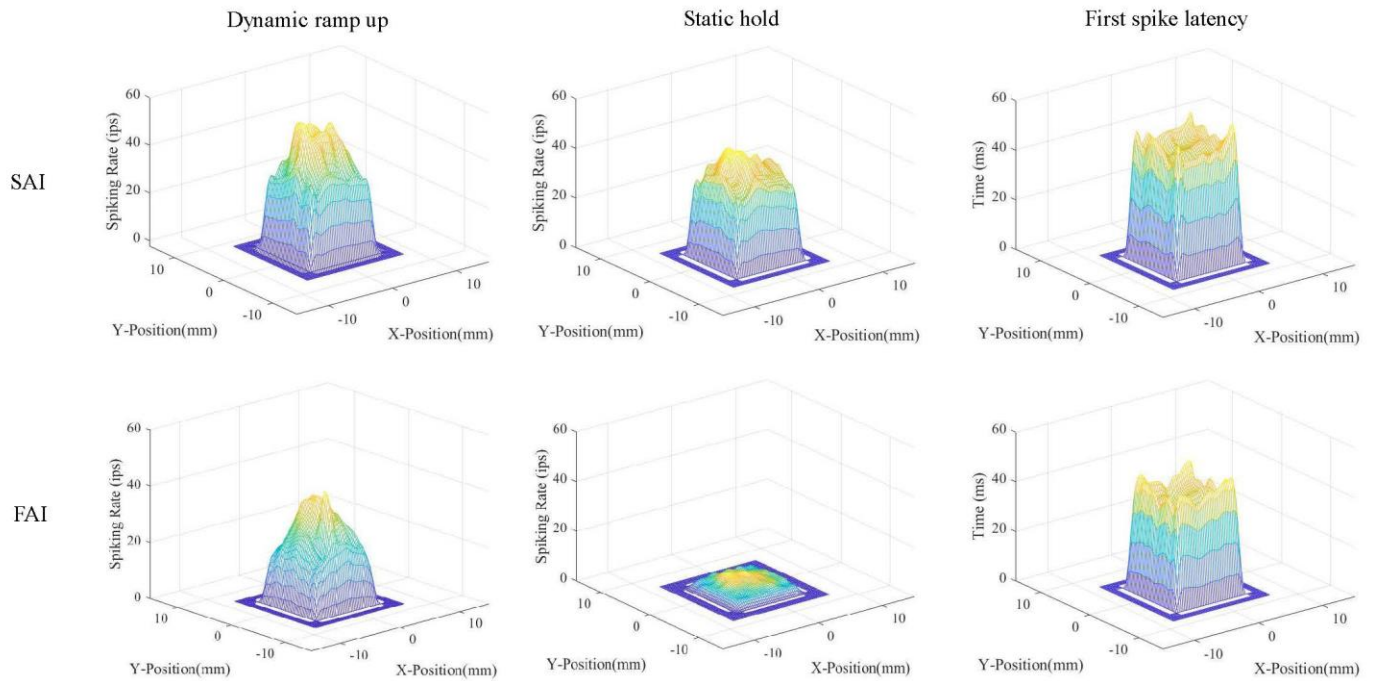 Dynamic ramp up
Static hold
First spike latency
SAI
Spiking Rate (ips)
60
40
20
0
10
0
-10
Y-Position(mm)
-10
0
10
X-Position(mm)
Spiking Rate (ips)
60
40
20
0
10
0
-10
Y-Position(mm)
-10
0
10
X-Position(mm)
Time (ms)
60
40
20
0
10
0
-10
Y-Position(mm)
-10
0
10
X-Position(mm)
FAI
Spiking Rate (ips)
60
40
20
0
10
0
-10
Y-Position(mm)
-10
0
10
X-Position(mm)
Spiking Rate (ips)
60
40
20
0
10
0
-10
Y-Position(mm)
-10
0
10
X-Position(mm)
Time (ms)
60
40
20
0
10
0
-10
Y-Position(mm)
-10
0
10
X-Position(mm)